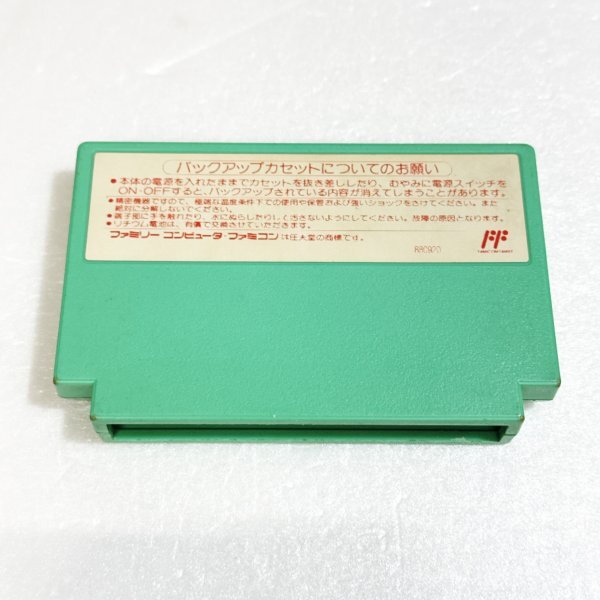 バックアップカセットについてのお願い
●本体の電源を入れたままでカセットを抜き差ししたり、むやみに電源スイッチを
ON・OFFすると、バックアップされている内容が消えてしまうことがあります。
●精密機器ですので、極端な温度条件下での使用や保管および強いショックをさけてください。また
絶対に分解しないでください。
●端子部に手を触れたり、水にぬらしたりして汚さないようにしてください。故障の原因となります。
●リチウム電池は、有償で交換させていただきます。
ファミリー コンピュータ・ファミコンは任天堂の商標です。